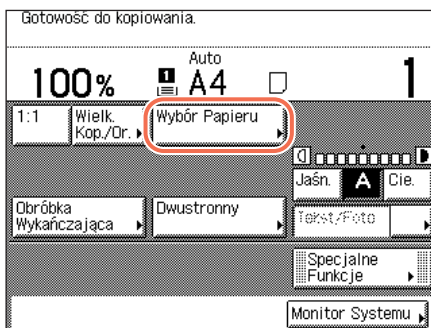 Gotowość do kopiowania.
Auto
100% 1 A4 1
1:1 Wielk. Kop./Or. Wybór Papieru
Jaśn. A Cie.
Obróbka Wykańczająca Dwustronny Tekst/Foto
Specjalne Funkcje
Monitor Systemu